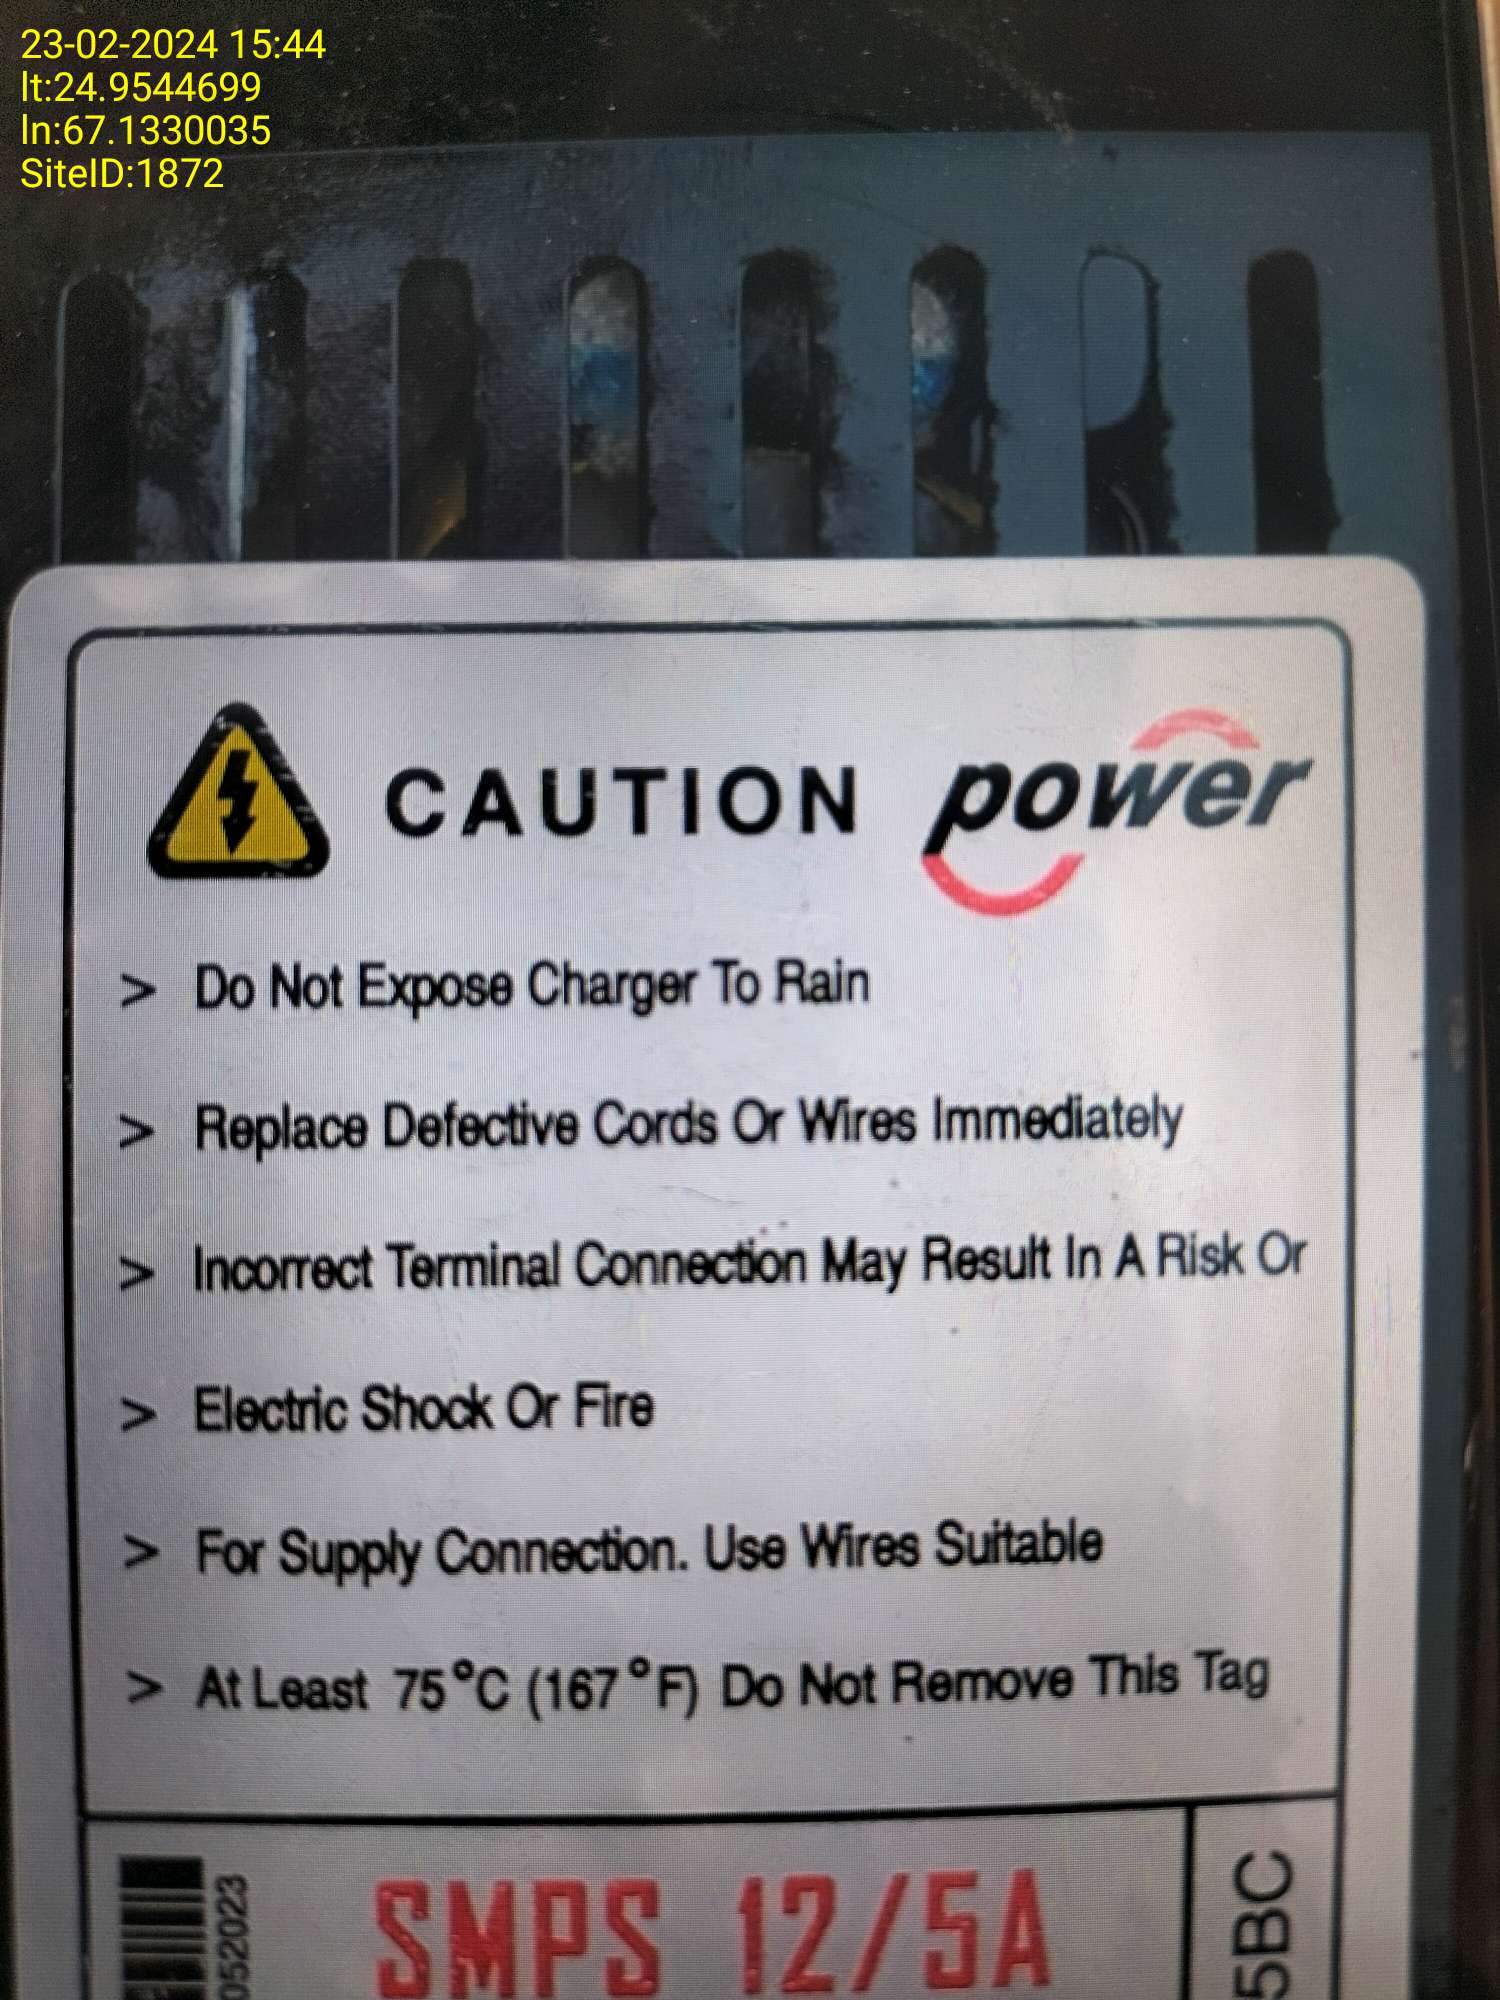 23-02-2024 15:44
lt:24.9544699
ln:67.1330035
SiteID:1872
CAUTION power
> Do Not Expose Charger To Rain
> Replace Defective Cords Or Wires Immediately
> Incorrect Terminal Connection May Result In A Risk Or
> Electric Shock Or Fire
> For Supply Connection. Use Wires Suitable
> At Least 75°C (167°F) Do Not Remove This Tag
052023
SMPS 12/5A
5BC